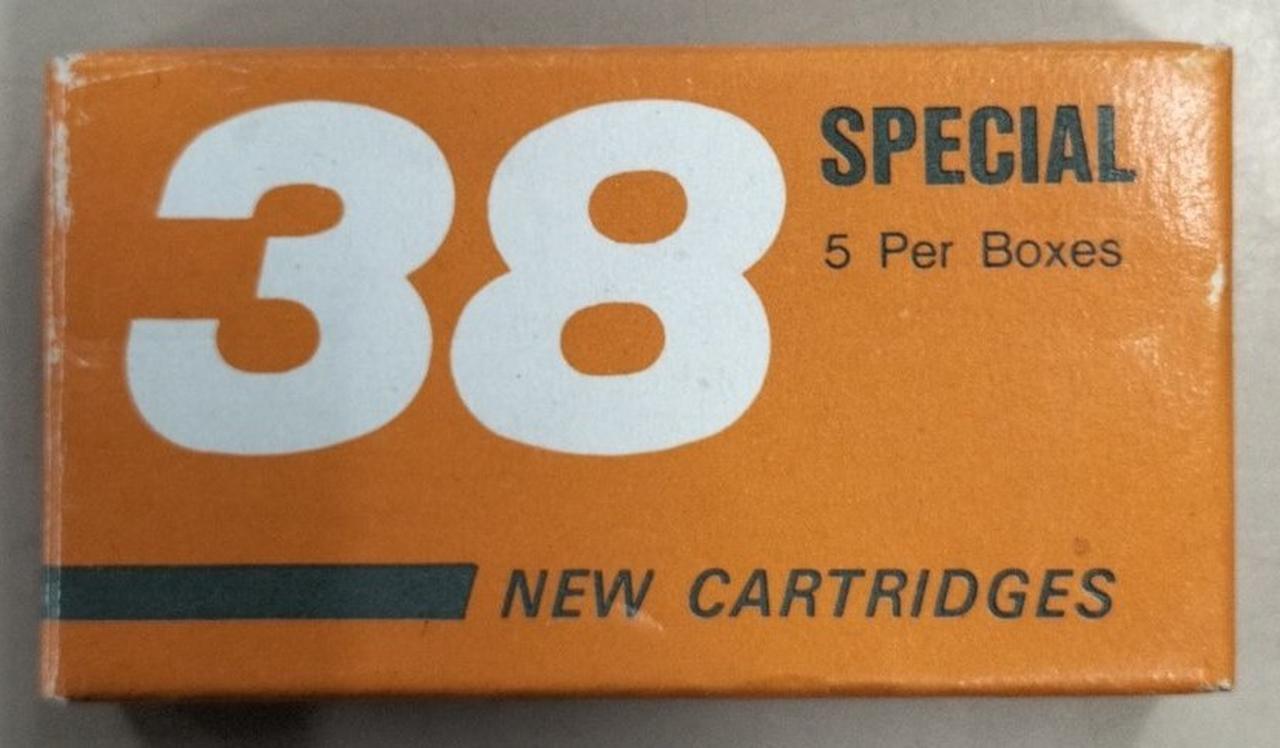 38
SPECIAL
5 Per Boxes
NEW CARTRIDGES